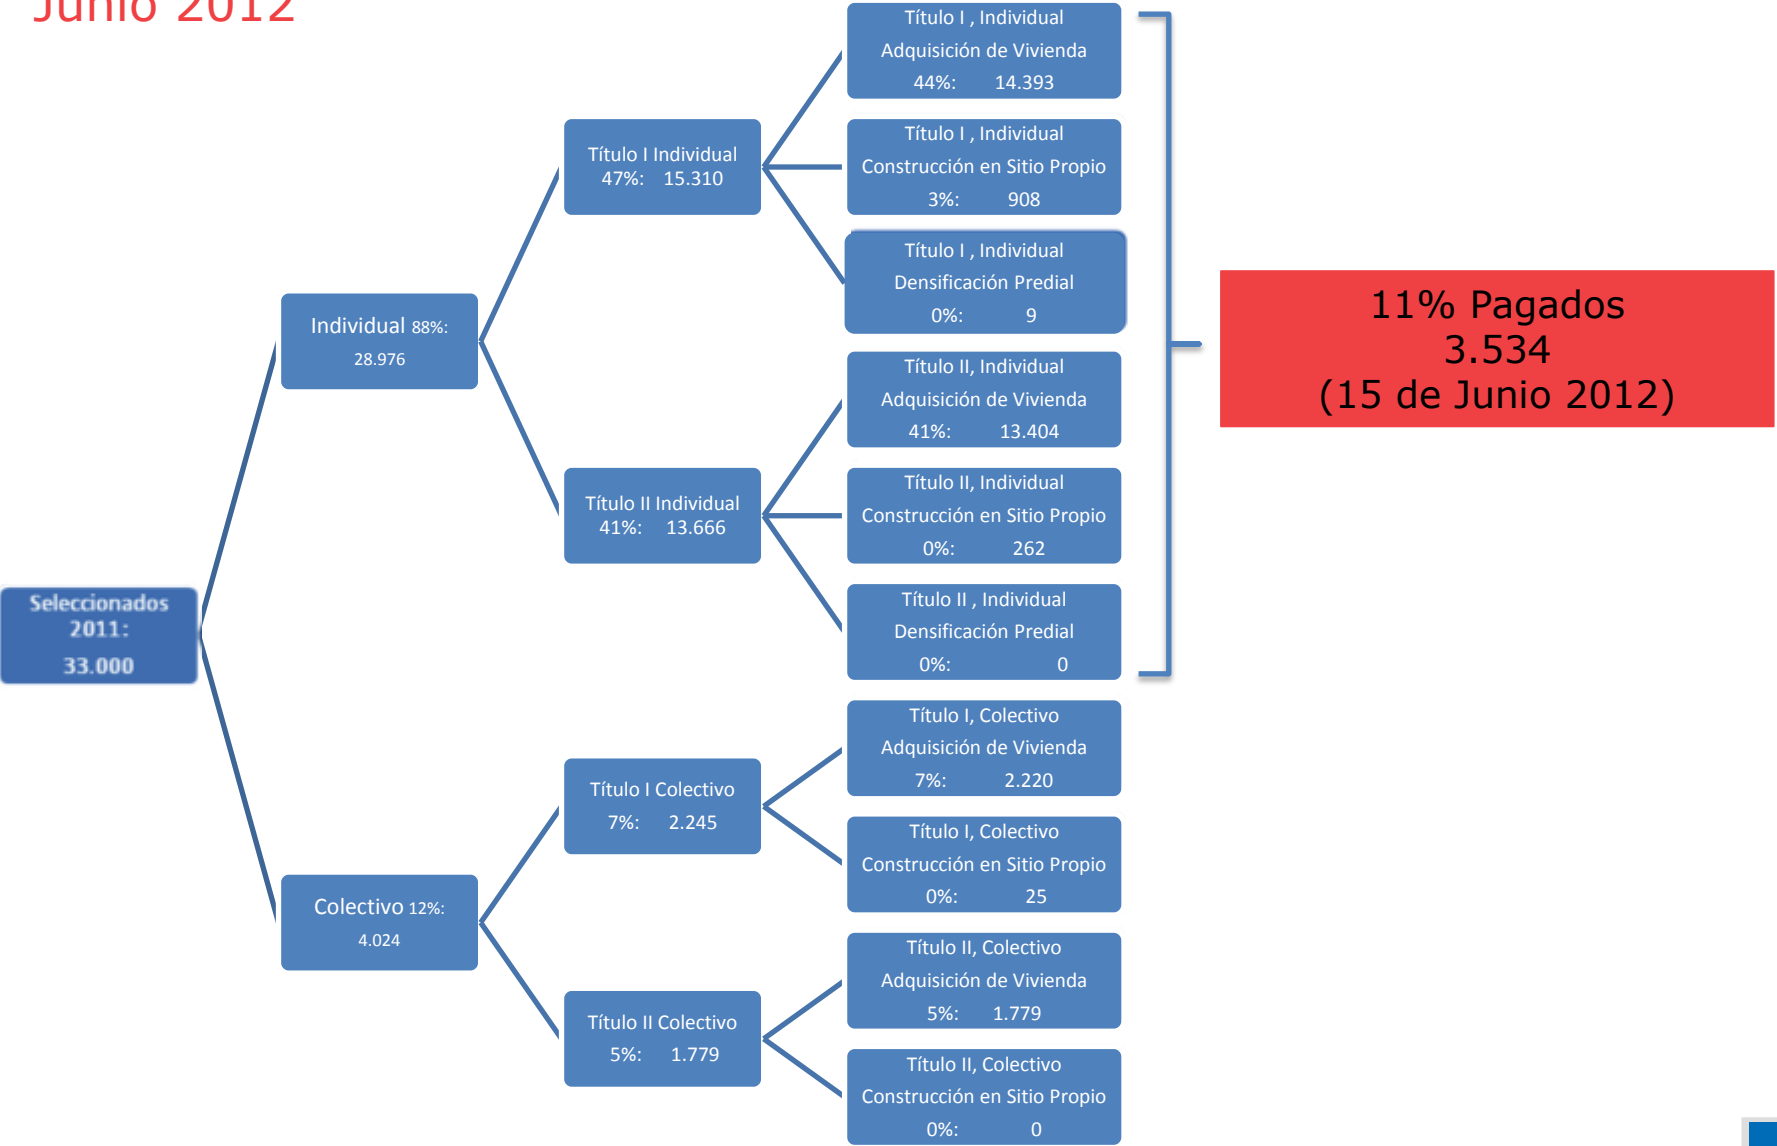 Junio 2012
Título I , Individual
Adquisición de Vivienda
44%: 14.393
Título I , Individual
Construcción en Sitio Propio
3%: 908
Título I , Individual
Densificación Predial
0%: 9
Título II, Individual
Adquisición de Vivienda
41%: 13.404
Título II, Individual
Construcción en Sitio Propio
0%: 262
Título II , Individual
Densificación Predial
0%: 0
Título I, Colectivo
Adquisición de Vivienda
7%: 2.220
Título I, Colectivo
Construcción en Sitio Propio
0%: 25
Título II, Colectivo
Adquisición de Vivienda
5%: 1.779
Título II, Colectivo
Construcción en Sitio Propio
0%: 0
Título I Individual
47%: 15.310
Título II Individual
41%: 13.666
Título I Colectivo
7%: 2.245
Título II Colectivo
5%: 1.779
Individual 88%:
28.976
Colectivo 12%:
4.024
Seleccionados
2011:
33.000
11% Pagados
3.534
(15 de Junio 2012)